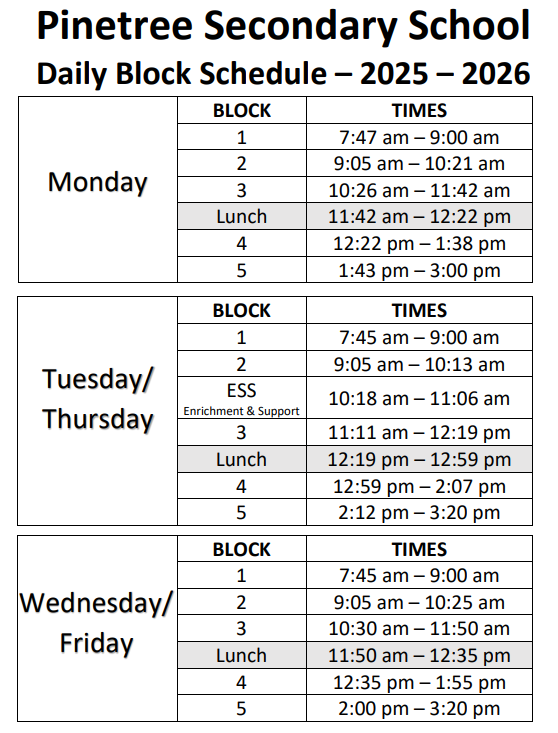 Pinetree Secondary School
Daily Block Schedule – 2025 – 2026
Monday
BLOCK TIMES
1 7:47 am – 9:00 am
2 9:05 am – 10:21 am
3 10:26 am – 11:42 am
Lunch 11:42 am – 12:22 pm
4 12:22 pm – 1:38 pm
5 1:43 pm – 3:00 pm
Tuesday/
Thursday
BLOCK TIMES
1 7:45 am – 9:00 am
2 9:05 am – 10:13 am
ESS
Enrichment & Support
10:18 am – 11:06 am
3 11:11 am – 12:19 pm
Lunch 12:19 pm – 12:59 pm
4 12:59 pm – 2:07 pm
5 2:12 pm – 3:20 pm
Wednesday/
Friday
BLOCK TIMES
1 7:45 am – 9:00 am
2 9:05 am – 10:25 am
3 10:30 am – 11:50 am
Lunch 11:50 am – 12:35 pm
4 12:35 pm – 1:55 pm
5 2:00 pm – 3:20 pm